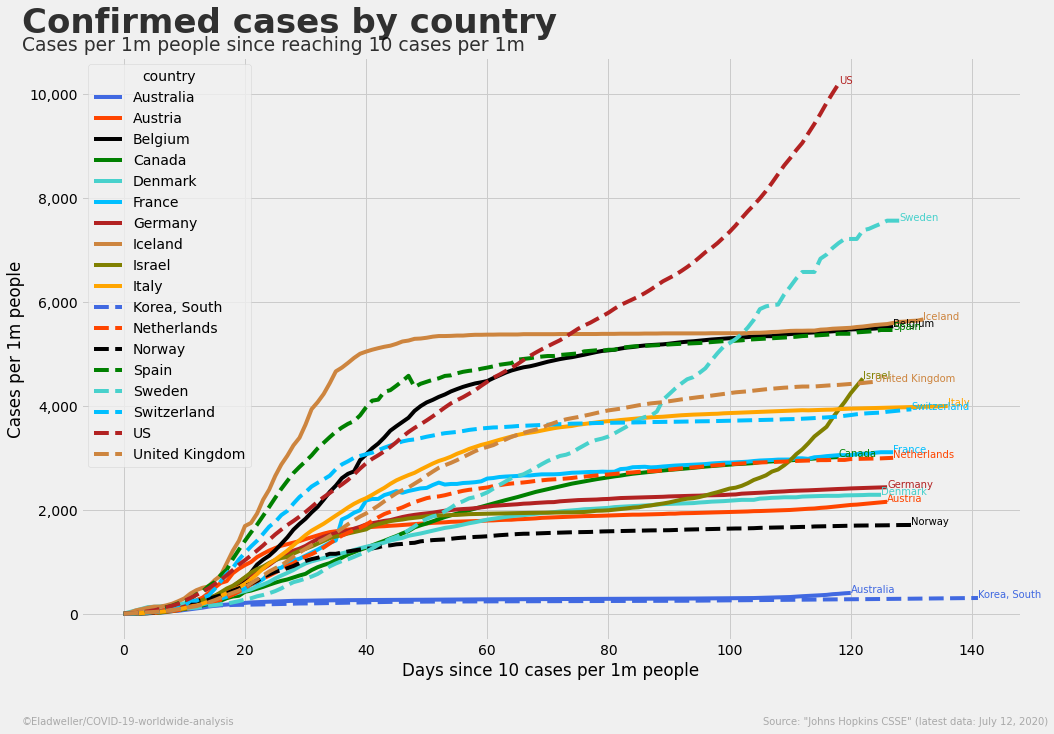 Confirmed cases by country
Cases per 1m people since reaching 10 cases per 1m
country
Australia
Austria
Belgium
Canada
Denmark
France
Germany
Iceland
Israel
Italy
Korea, South
Netherlands
Norway
Spain
Sweden
Switzerland
US
United Kingdom
Cases per 1m people
10,000
8,000
6,000
4,000
2,000
0
US
Sweden
Iceland
Belgium
Spain
Israel
United Kingdom
Italy
Switzerland
France
Canada
Netherlands
Germany
Denmark
Austria
Norway
Australia
Korea, South
0 20 40 60 80 100 120 140
Days since 10 cases per 1m people
©Eladweller/COVID-19-worldwide-analysis
Source: "Johns Hopkins CSSE" (latest data: July 12, 2020)